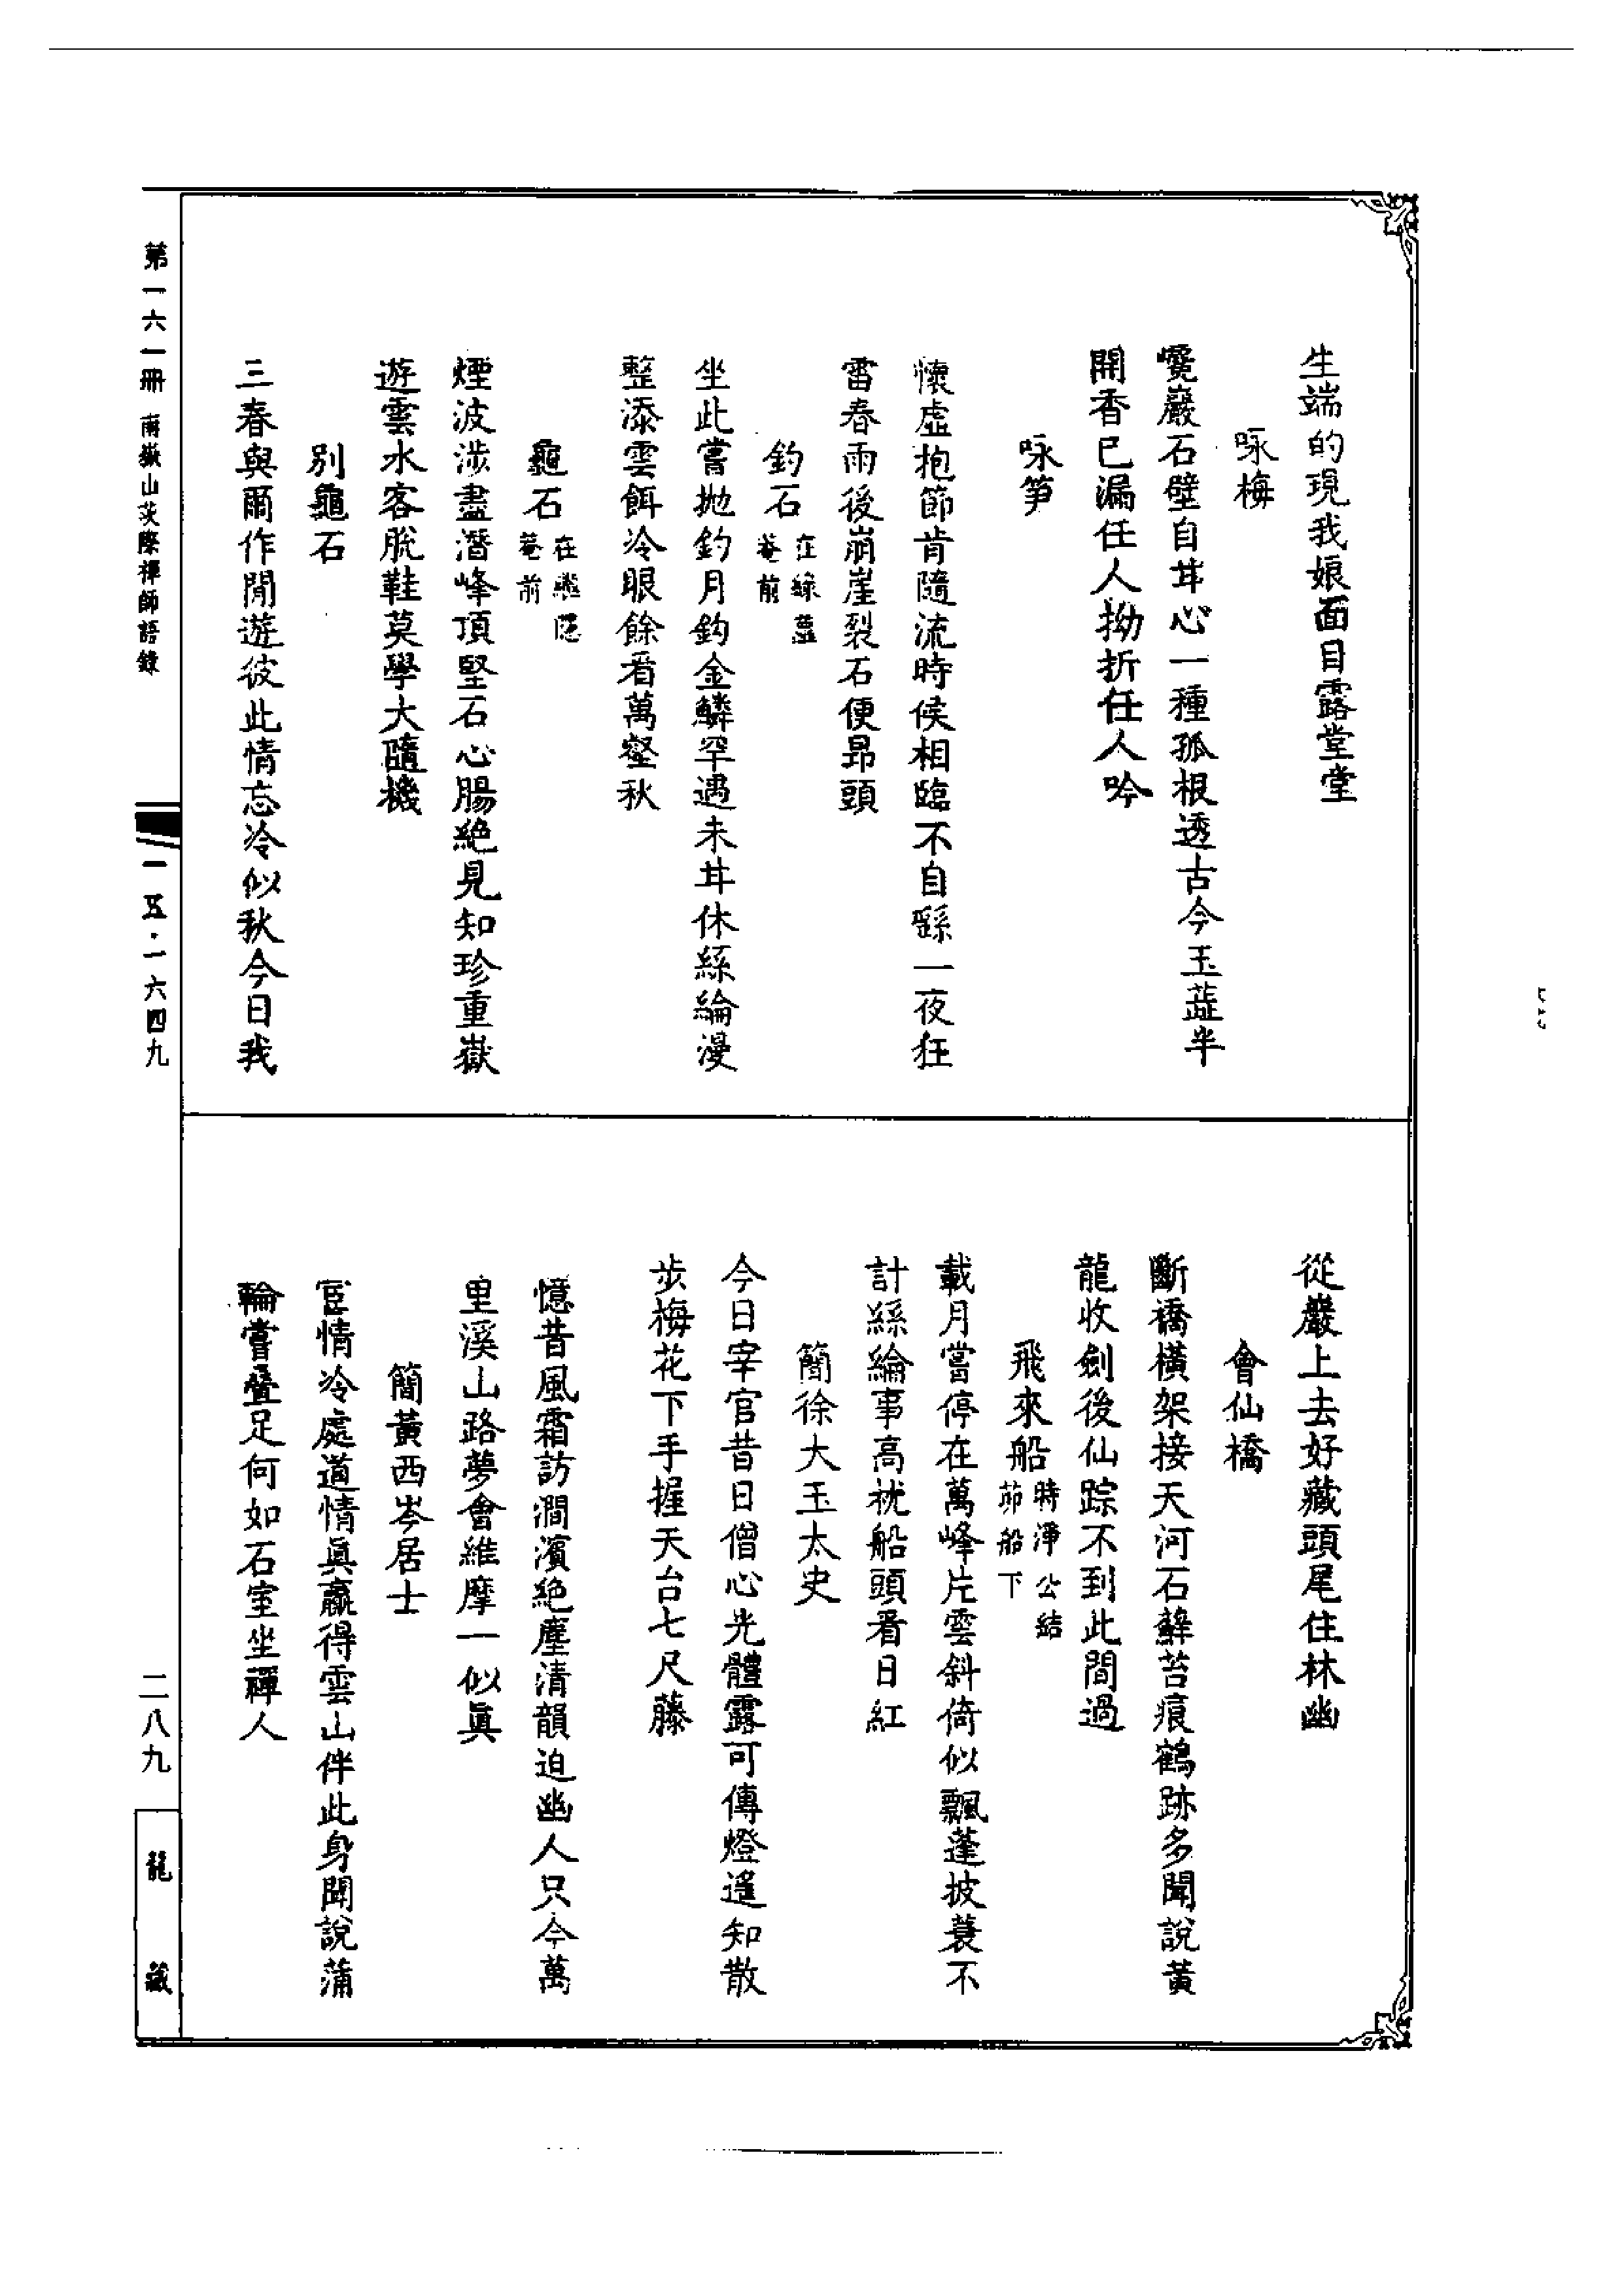 生端的現我娘面目露堂堂
咏梅
嚙巖石壁自甘心一種孤根透古今玉蕋半
開香已漏任人拗折任人吟
咏笋
懷虛抱節肯隨流時候相臨不自繇一夜狂
雷春雨後崩崖裂石便昻頭
釣石 在綠蘿菴前
坐此嘗拋釣月鈎金鱗罕遇未甘休絲綸漫
整添雲餌冷眼餘看萬壑秋
龜石 在紫隠菴前
煙波涉盡潛峰頂堅石心腸絕見知珍重嶽
遊雲水客脫鞋莫學大隨機
別龜石
三春與爾作閒遊彼此情忘冷似秋今日我
從巖上去好藏頭尾住林幽
會仙橋
斷橋橫架接天河石蘚苔痕鶴跡多聞說黃
龍收劍後仙踪不到此間過
飛來船 時淨公結茆船下
載月嘗停在萬峰片雲斜倚似飄蓬披蓑不
計絲綸事高枕船頭看日紅
簡徐大玉太史
今日宰官昔日僧心光體露可傳燈遙知散
步梅花下手握天台七尺藤
憶昔風霜訪澗濱絕塵清韻迫幽人只今萬
里溪山路夢會維摩一似眞
簡黃西岑居士
宦情冷處道情眞贏得雲山伴此身聞說蒲
輪嘗疊足何如石室坐禪人
第一六一冊 南嶽山茨際禪師語錄
一五·一六四九
二八九
龍藏